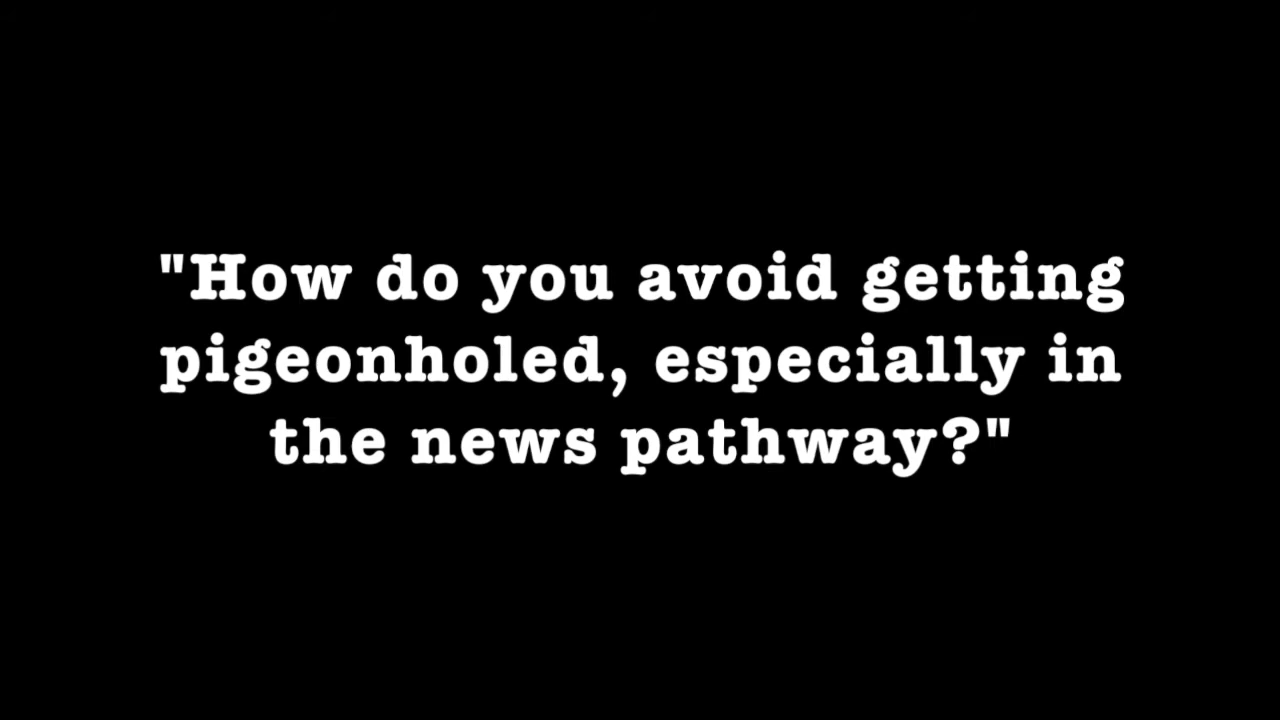 "How do you avoid getting
pigeonholed, especially in
the news pathway?"